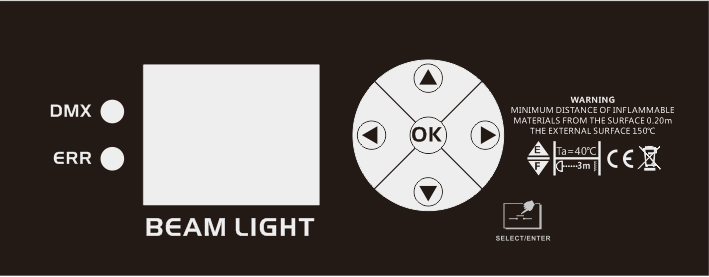 DMX
ERR
BEAM LIGHT
OK
WARNING
MINIMUM DISTANCE OF INFLAMMABLE
MATERIALS FROM THE SURFACE 0.20m
THE EXTERNAL SURFACE 150℃
E
F
Ta=40℃
3m
CE
SELECT/ENTER